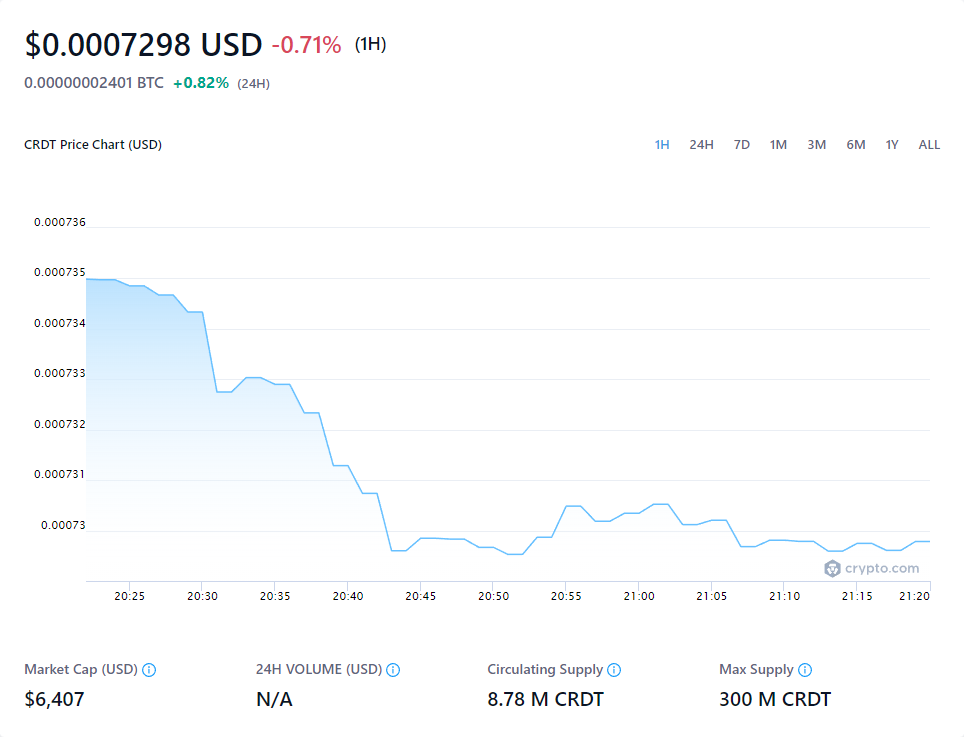 $0.0007298 USD -0.71% (1H)
0.00000002401 BTC +0.82% (24H)
CRDT Price Chart (USD) 1H 24H 7D 1M 3M 6M 1Y ALL
0.000736
0.000735
0.000734
0.000733
0.000732
0.000731
0.00073
crypto.com
20:25 20:30 20:35 20:40 20:45 20:50 20:55 21:00 21:05 21:10 21:15 21:20
Market Cap (USD) 24H VOLUME (USD) Circulating Supply Max Supply
$6,407 N/A 8.78 M CRDT 300 M CRDT